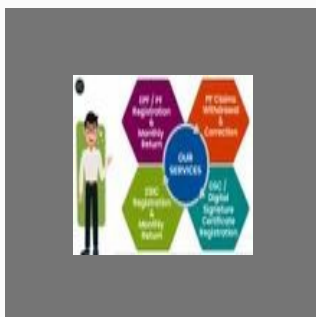 EPF / PF
Registration
&
Monthly
Return
PF Claims
Withdrawal
&
Correction
OUR
SERVICES
ESIC
Registration
&
Monthly
Return
DSC /
Digital
Signature
Certificate
Registration